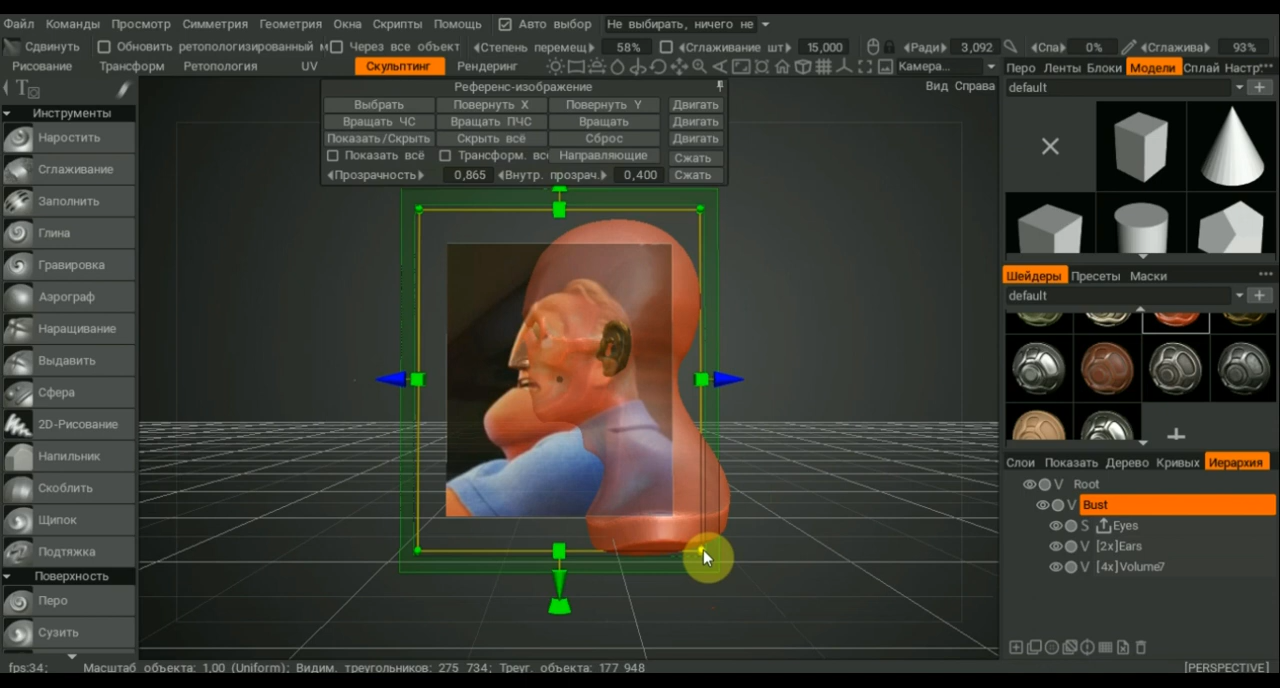 Файл Команды Просмотр Симметрия Геометрия Окна Скрипты Помощь Авто выбор Не выбирать, ничего не
Сдвинуть Обновить ретопологизированный м Через все объект Степень перемещ 58% Сглаживание шт 15,000 Ради 3,092 Спа 0% Сглажива 93%
Рисование Трансформ Ретопология UV Скульптинг Рендеринг Камера... Перо Ленты Блоки Модели Сплай Настр
default
Вид Справа
Референс-изображение
Выбрать Повернуть X Повернуть Y Двигать
Вращать ЧС Вращать ПЧС Вращать Двигать
Показать/Скрыть Скрыть всё Сброс Двигать
Показать всё Трансформ. всё Направляющие Сжать
Прозрачность 0,865 Внутр. прозрач. 0,400 Сжать
Инструменты
Наростить
Сглаживание
Заполнить
Глина
Гравировка
Аэрограф
Наращивание
Выдавить
Сфера
2D-Рисование
Напильник
Скоблить
Щипок
Подтяжка
Поверхность
Перо
Сузить
Шейдеры Пресеты Маски
default
Слои Показать Дерево Кривых Иерархия
V Root
V Bust
S Eyes
V [2x]Ears
V [4x]Volume7
fps:34; Масштаб объекта: 1,00 (Uniform); Видим. треугольников: 275 734; Треуг. объекта: 177 948 [PERSPECTIVE]